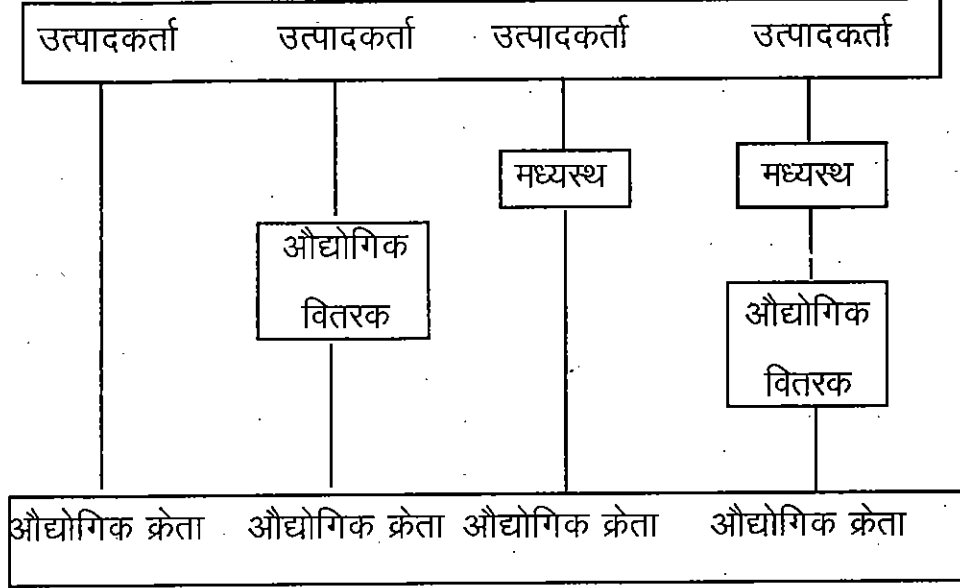 उत्पादकर्ता उत्पादकर्ता उत्पादकर्ता उत्पादकर्ता
मध्यस्थ मध्यस्थ
औद्योगिक
वितरक
औद्योगिक
वितरक
औद्योगिक क्रेता औद्योगिक क्रेता औद्योगिक क्रेता औद्योगिक क्रेता